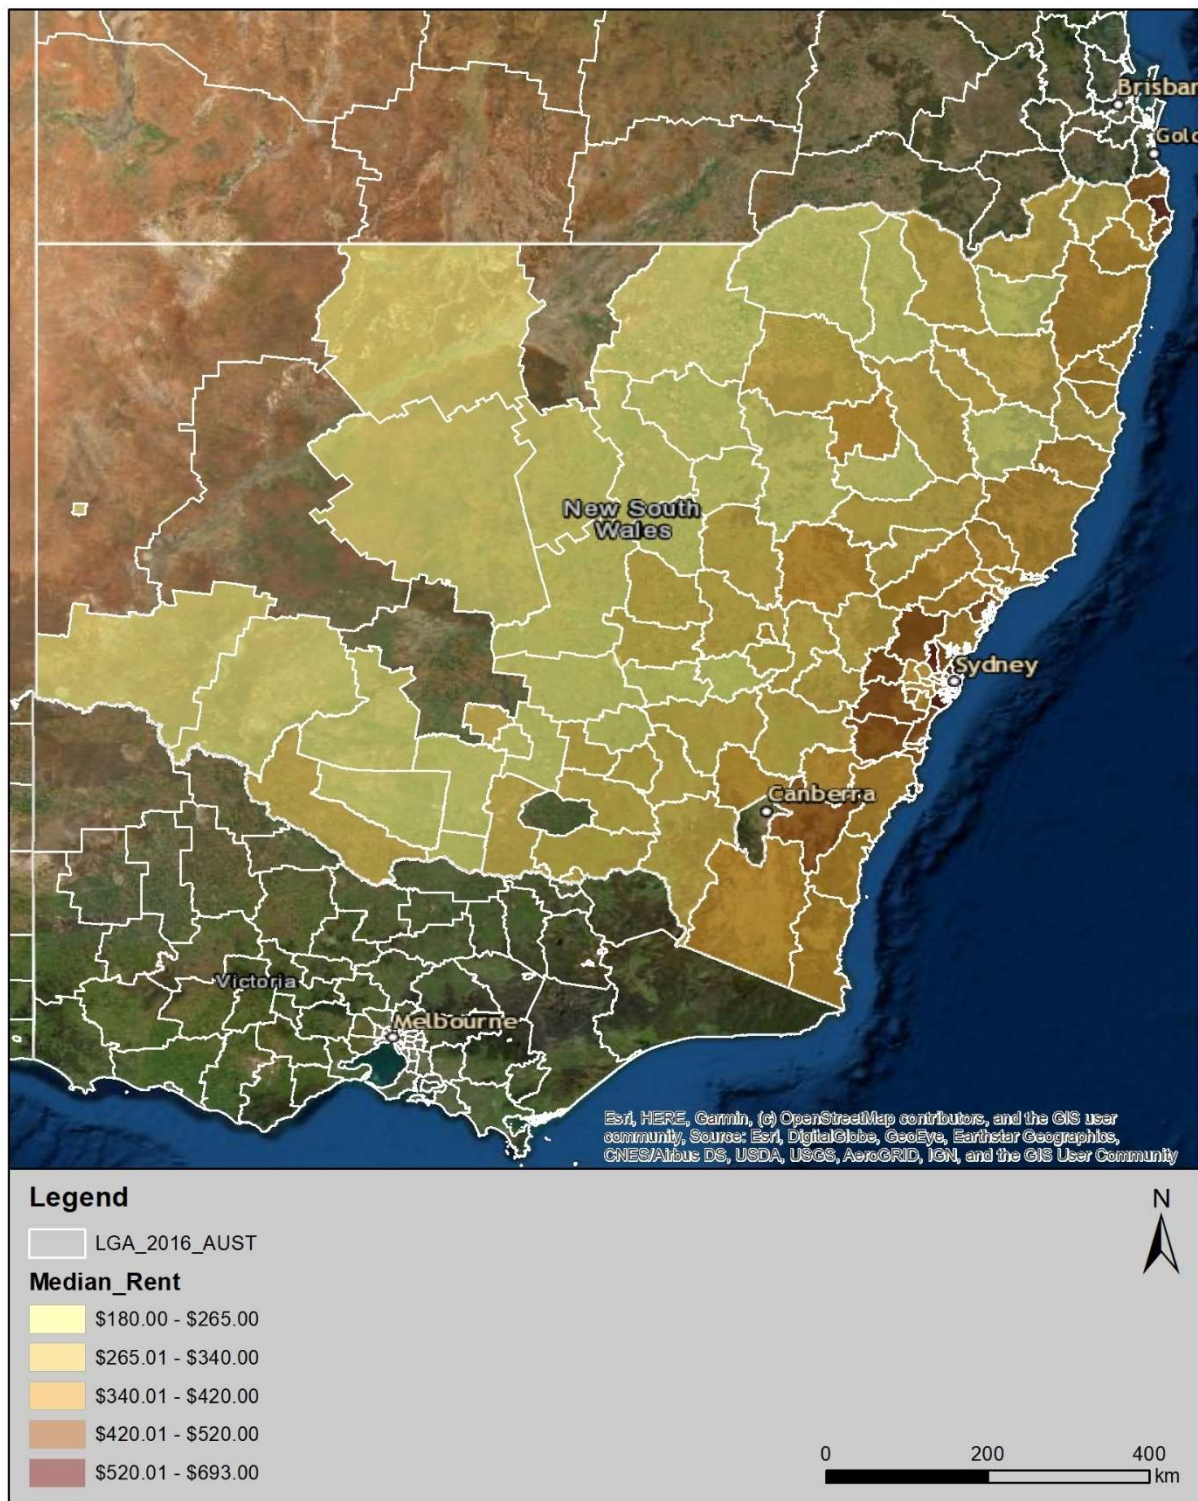 Brisban
Gold
New South
Wales
Sydney
Canberra
Victoria
Melbourne
Esri, HERE, Garmin, (c) OpenStreetMap contributors, and the GIS user
community, Source: Esri, DigitalGlobe, GeoEye, Earthstar Geographics,
CNES/Airbus DS, USDA, USGS, AeroGRID, IGN, and the GIS User Community
Legend
N
LGA_2016_AUST
Median_Rent
$180.00 - $265.00
$265.01 - $340.00
$340.01 - $420.00
$420.01 - $520.00
$520.01 - $693.00
0 200 400
km